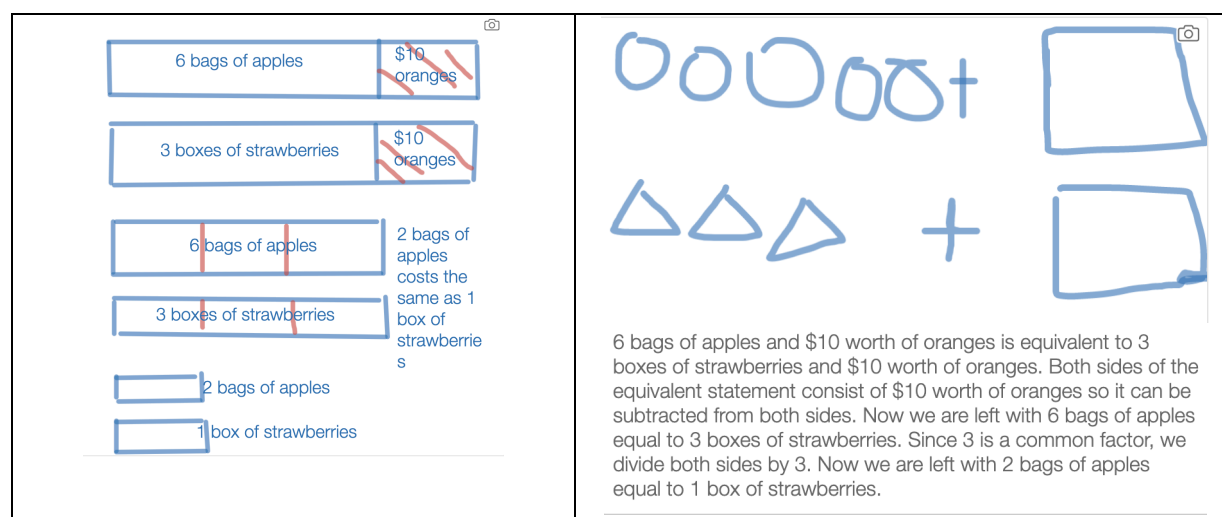 6 bags of apples
$10
oranges
3 boxes of strawberries
$10
oranges
6 bags of apples
2 bags of
apples
costs the
same as 1
box of
strawberrie
s
3 boxes of strawberries
2 bags of apples
1 box of strawberries
+
+
6 bags of apples and $10 worth of oranges is equivalent to 3
boxes of strawberries and $10 worth of oranges. Both sides of the
equivalent statement consist of $10 worth of oranges so it can be
subtracted from both sides. Now we are left with 6 bags of apples
equal to 3 boxes of strawberries. Since 3 is a common factor, we
divide both sides by 3. Now we are left with 2 bags of apples
equal to 1 box of strawberries.